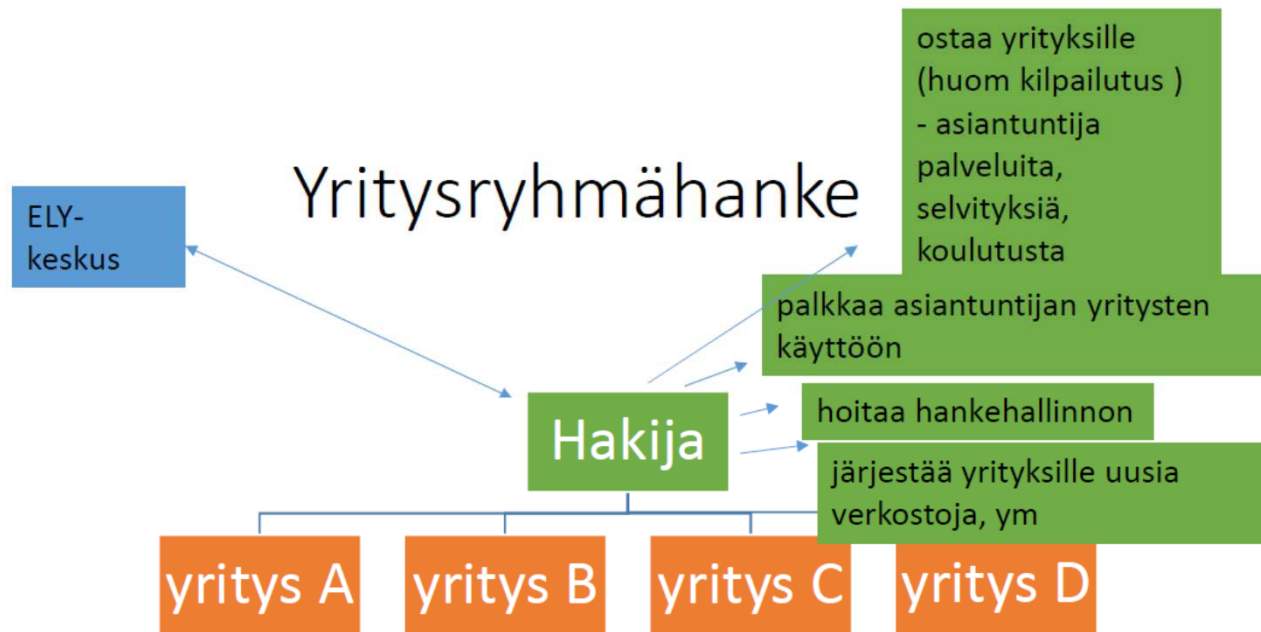 Yritysryhmähanke
ELY-
keskus
ostaa yrityksille
(huom kilpailutus )
- asiantuntija
palveluita,
selvityksiä,
koulutusta
palkkaa asiantuntijan yritysten
käyttöön
hoitaa hankehallinnon
järjestää yrityksille uusia
verkostoja, ym
Hakija
yritys A
yritys B
yritys C
yritys D